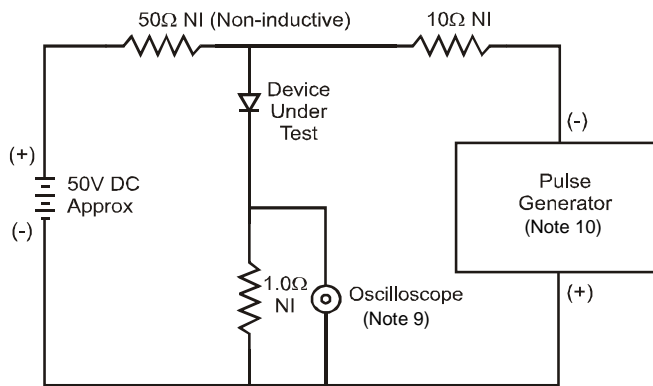 50Ω NI (Non-inductive)
10Ω NI
Device
Under
Test
(+)
50V DC
Approx
(-)
(-)
Pulse
Generator
(Note 10)
(+)
1.0Ω
NI
Oscilloscope
(Note 9)